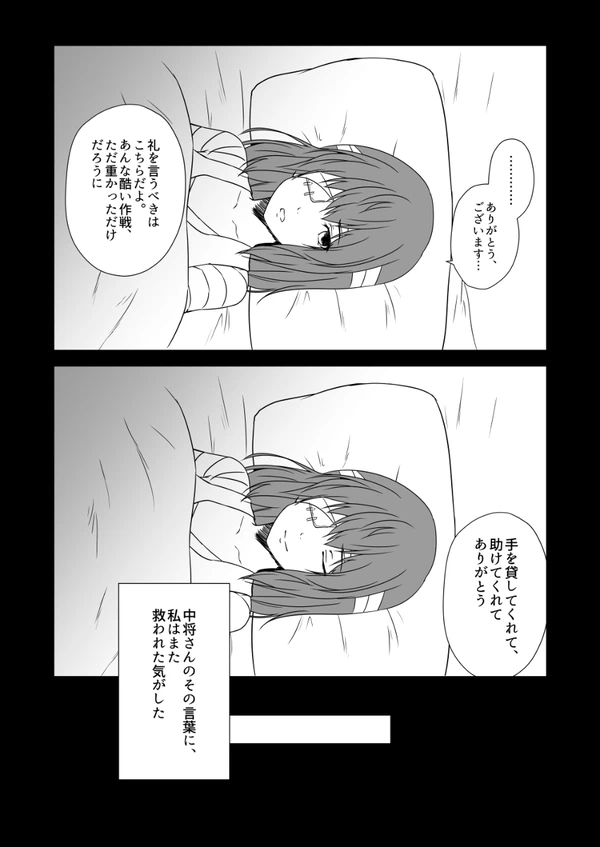 …………
ありがとう、
ございます…
礼を言うべきは
こちらだよ。
あんな酷い作戦、
ただ重かっただけ
だろうに
手を貸してくれて、
助けてくれて
ありがとう
中将さんのその言葉に、
私はまた
救われた気がした